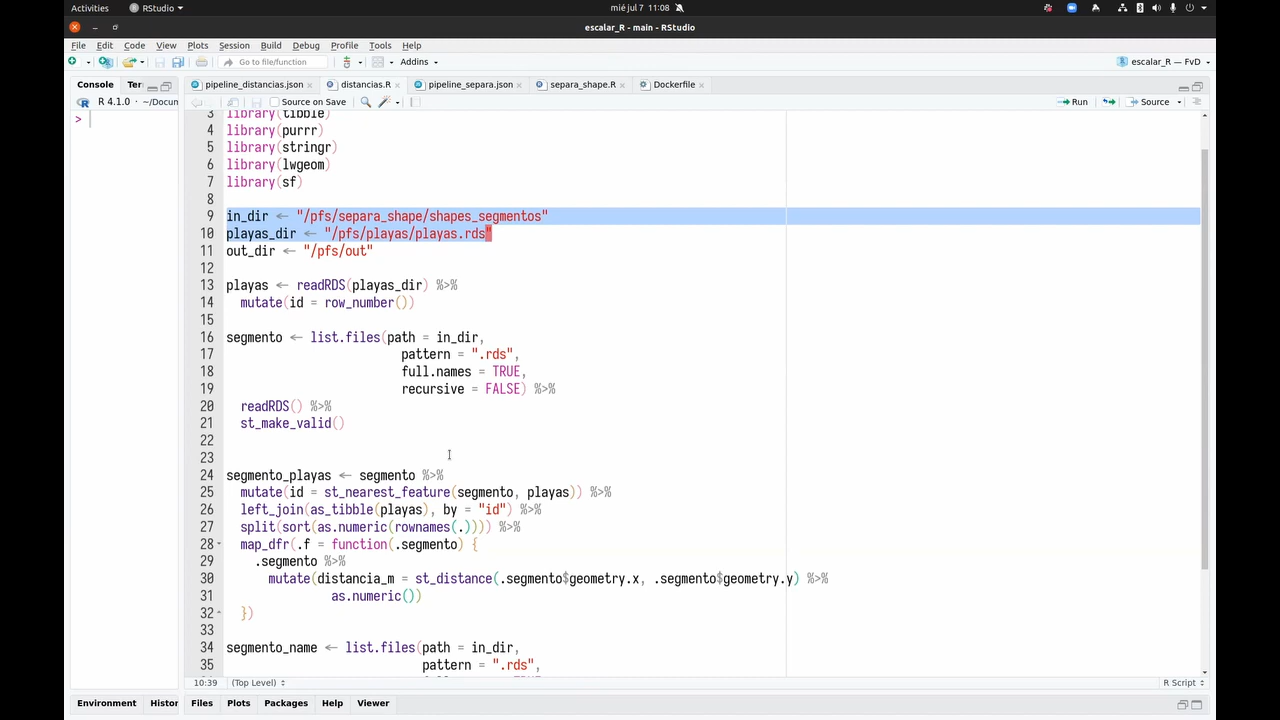 Activities RStudio mié jul 7 11:08
escalar_R - main - RStudio
File Edit Code View Plots Session Build Debug Profile Tools Help
Go to file/function Addins escalar_R — FvD
Console Ter pipeline_distancias.json distancias.R pipeline_separa.json separa_shape.R Dockerfile
R 4.1.0 · ~/Docun Source on Save Run Source
>
3 library(tibble)
4 library(purrr)
5 library(stringr)
6 library(lwgeom)
7 library(sf)
8
9 in_dir ← "/pfs/separa_shape/shapes_segmentos"
10 playas_dir ← "/pfs/playas/playas.rds"
11 out_dir ← "/pfs/out"
12
13 playas ← readRDS(playas_dir) %>%
14 mutate(id = row_number())
15
16 segmento ← list.files(path = in_dir,
17 pattern = ".rds",
18 full.names = TRUE,
19 recursive = FALSE) %>%
20 readRDS() %>%
21 st_make_valid()
22
23
24 segmento_playas ← segmento %>%
25 mutate(id = st_nearest_feature(segmento, playas)) %>%
26 left_join(as_tibble(playas), by = "id") %>%
27 split(sort(as.numeric(rownames(.)))) %>%
28 map_dfr(.f = function(.segmento) {
29 .segmento %>%
30 mutate(distancia_m = st_distance(.segmento$geometry.x, .segmento$geometry.y) %>%
31 as.numeric())
32 })
33
34 segmento_name ← list.files(path = in_dir,
35 pattern = ".rds",
10:39 (Top Level) R Script
Environment Histor Files Plots Packages Help Viewer